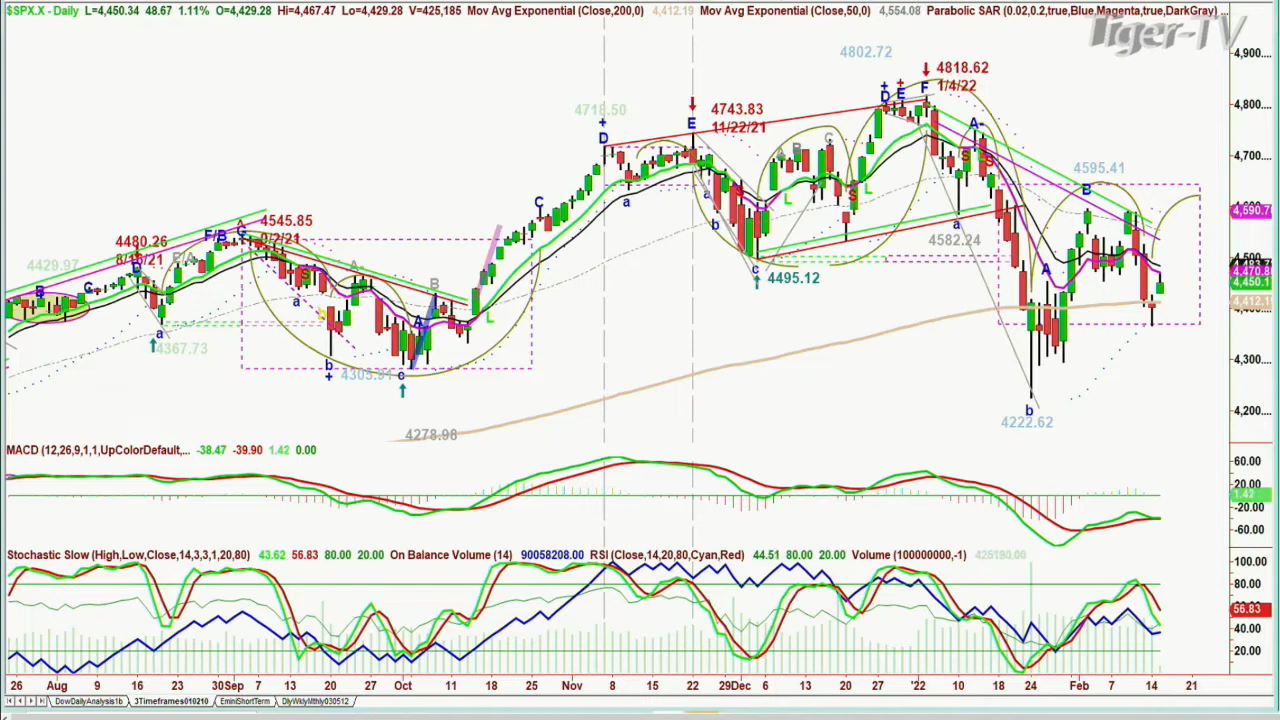 $SPX.X - Daily L=4,450.34 48.67 1.11% O=4,429.28 Hi=4,467.47 Lo=4,429.28 V=425,185 Mov Avg Exponential (Close,200,0) 4,412.19 Mov Avg Exponential (Close,50,0) 4,554.08 Parabolic SAR (0.02,0.2,true,Blue,Magenta,true,DarkGray) ...
Tiger-TV
4,900....
4802.72
4818.62
1/4/22
4718.50
4743.83
11/22/21
4,800....
+ D E F
+ D E
A B C
A-
4,700....
4595.41
B
S S L
4545.85
9/2/21
4480.26
8/18/21
F/B G
E/A
D
C
a
b
4,590.7
4582.24
a
4429.97
B C
4495.12
c
4,470.8
4,450.1
4,412.19
4367.73
a
4,300....
b
+
4305.91
c
4,200....
b
4222.62
4278.98
MACD (12,26,9,1,1,UpColorDefault,... -38.47 -39.90 1.42 0.00
60.00
20.00
1.42
-20.00
-60.00
Stochastic Slow (High,Low,Close,14,3,3,1,20,80) 43.62 56.83 80.00 20.00 On Balance Volume (14) 90058208.00 RSI (Close,14,20,80,Cyan,Red) 44.51 80.00 20.00 Volume (100000000,-1) 425180.00
100.00
80.00
56.83
40.00
20.00
26 Aug 9 16 23 30 Sep 7 13 20 27 Oct 11 18 25 Nov 8 15 22 29 Dec 6 13 20 27 '22 10 18 24 Feb 7 14 21
DowDailyAnalysis1b 3Timeframes010210 EminiShortTerm DlyWklyMthly030512